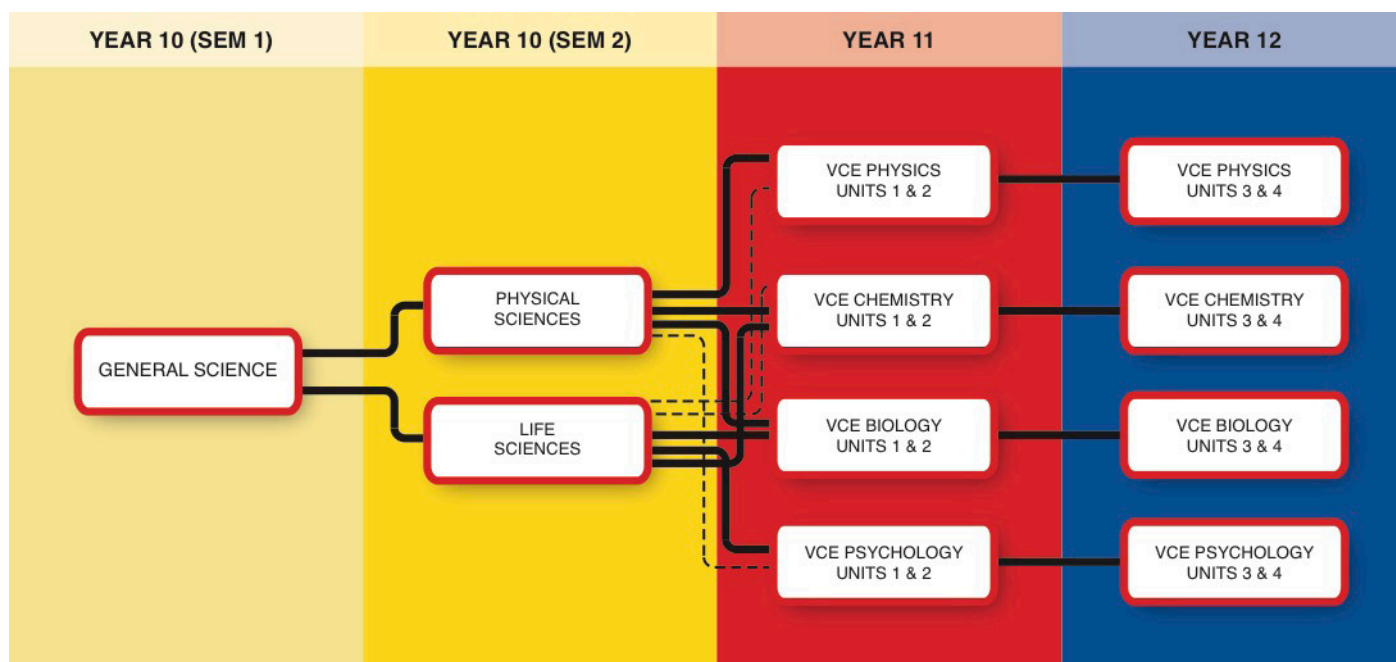 YEAR 10 (SEM 1)
YEAR 10 (SEM 2)
YEAR 11
YEAR 12
GENERAL SCIENCE
PHYSICAL
SCIENCES
LIFE
SCIENCES
VCE PHYSICS
UNITS 1 & 2
VCE CHEMISTRY
UNITS 1 & 2
VCE BIOLOGY
UNITS 1 & 2
VCE PSYCHOLOGY
UNITS 1 & 2
VCE PHYSICS
UNITS 3 & 4
VCE CHEMISTRY
UNITS 3 & 4
VCE BIOLOGY
UNITS 3 & 4
VCE PSYCHOLOGY
UNITS 3 & 4